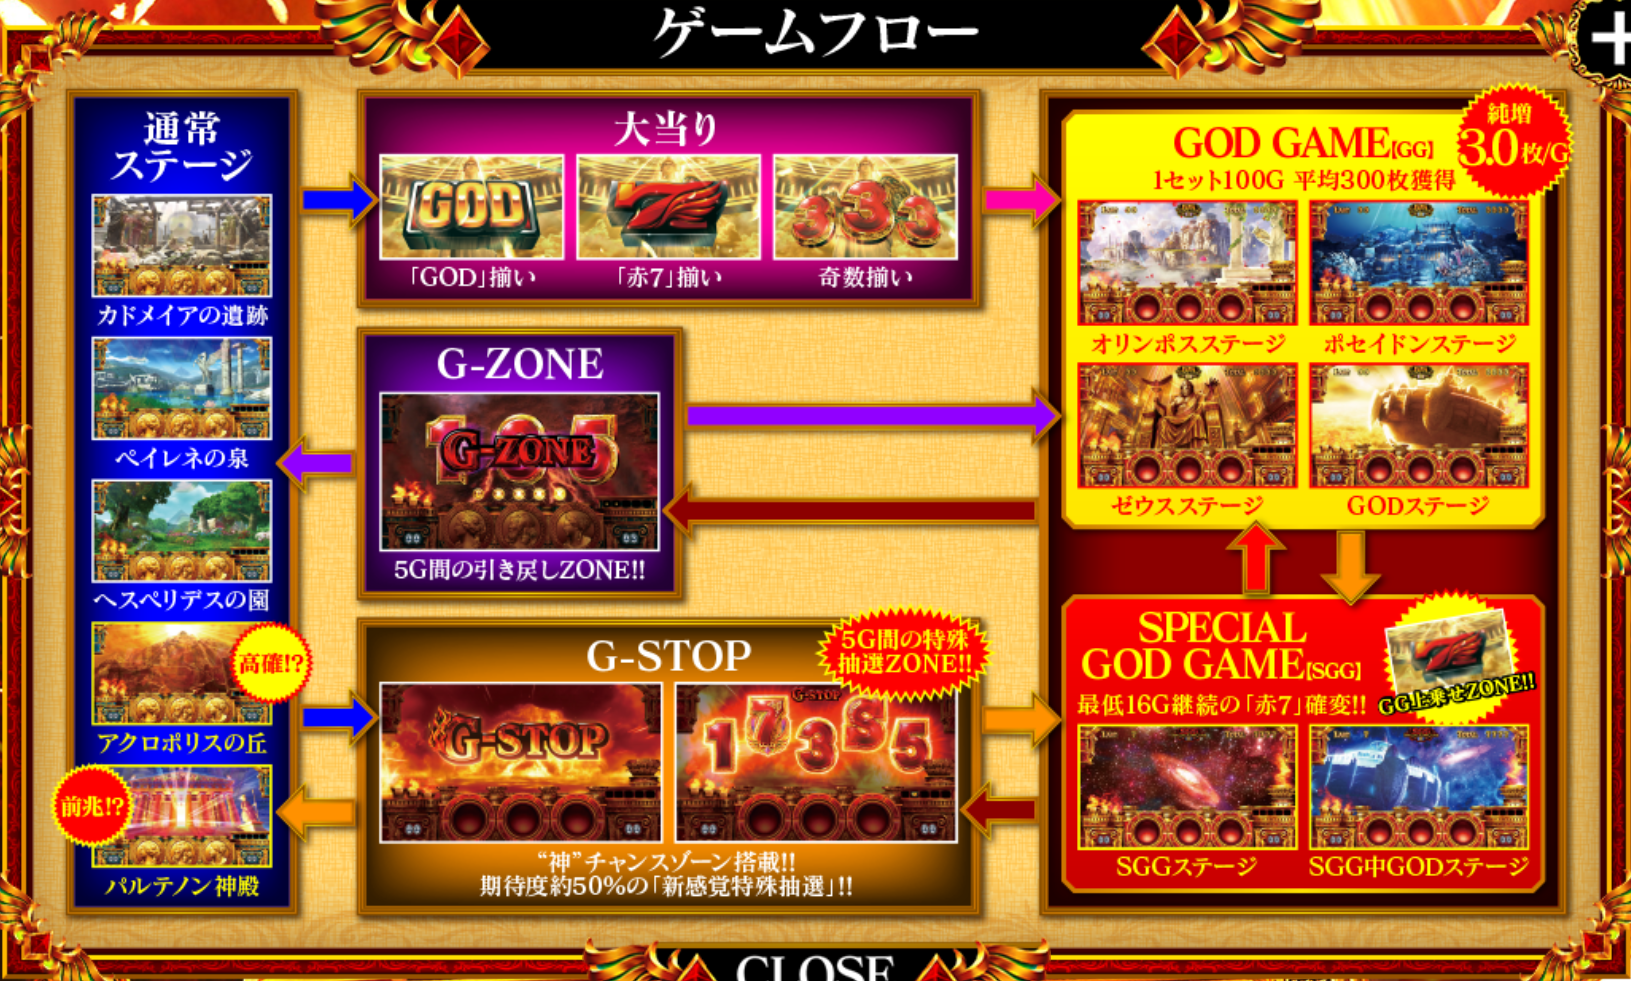 ゲームフロー
通常
ステージ
カドメイアの遺跡
ペイレネの泉
ヘスペリデスの園
高確!?
アクロポリスの丘
前兆!?
パルテノン神殿
大当り
GOD
7
333
「GOD」揃い
「赤7」揃い
奇数揃い
G-ZONE
G-ZONE
5G間の引き戻しZONE!!
G-STOP
5G間の特殊
抽選ZONE!!
G-STOP
G-STOP
17385
“神”チャンスゾーン搭載!!
期待度約50%の「新感覚特殊抽選」!!
純増
3.0枚/G
GOD GAME【GG】
1セット100G 平均300枚獲得
オリンポスステージ
ポセイドンステージ
ゼウスステージ
GODステージ
SPECIAL
GOD GAME【SGG】
最低16G継続の「赤7」確変!!
7
GG上乗せZONE!!
SGGステージ
SGG中GODステージ
CLOSE